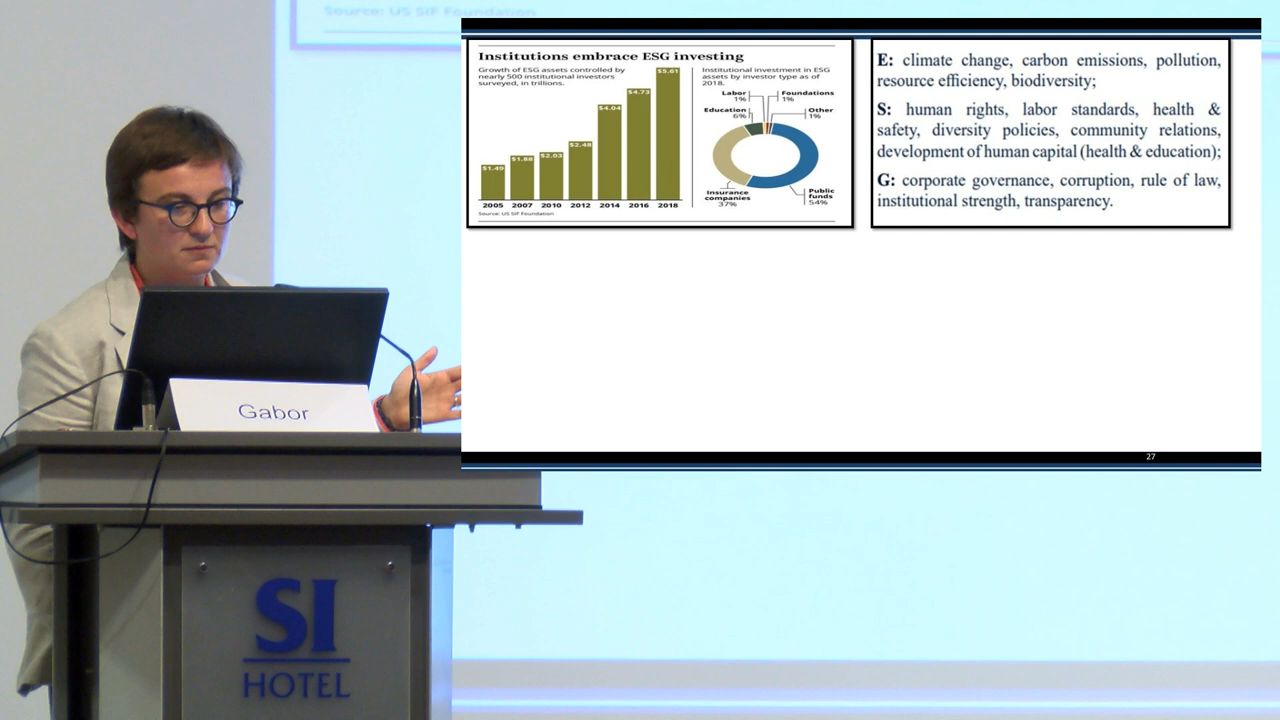 Source: US SIF Foundation
Institutions embrace ESG investing
Growth of ESG assets controlled by
nearly 500 institutional investors
surveyed, in trillions.
$1.49
$1.88
$2.03
$2.48
$4.04
$4.73
$5.61
2005 2007 2010 2012 2014 2016 2018
Source: US SIF Foundation
Institutional investment in ESG
assets by investor type as of
2018.
Labor
1%
Foundations
1%
Education
6%
Other
1%
Insurance
companies
37%
Public
funds
54%
E: climate change, carbon emissions, pollution,
resource efficiency, biodiversity;
S: human rights, labor standards, health &
safety, diversity policies, community relations,
development of human capital (health & education);
G: corporate governance, corruption, rule of law,
institutional strength, transparency.
27
Gabor
SI
HOTEL